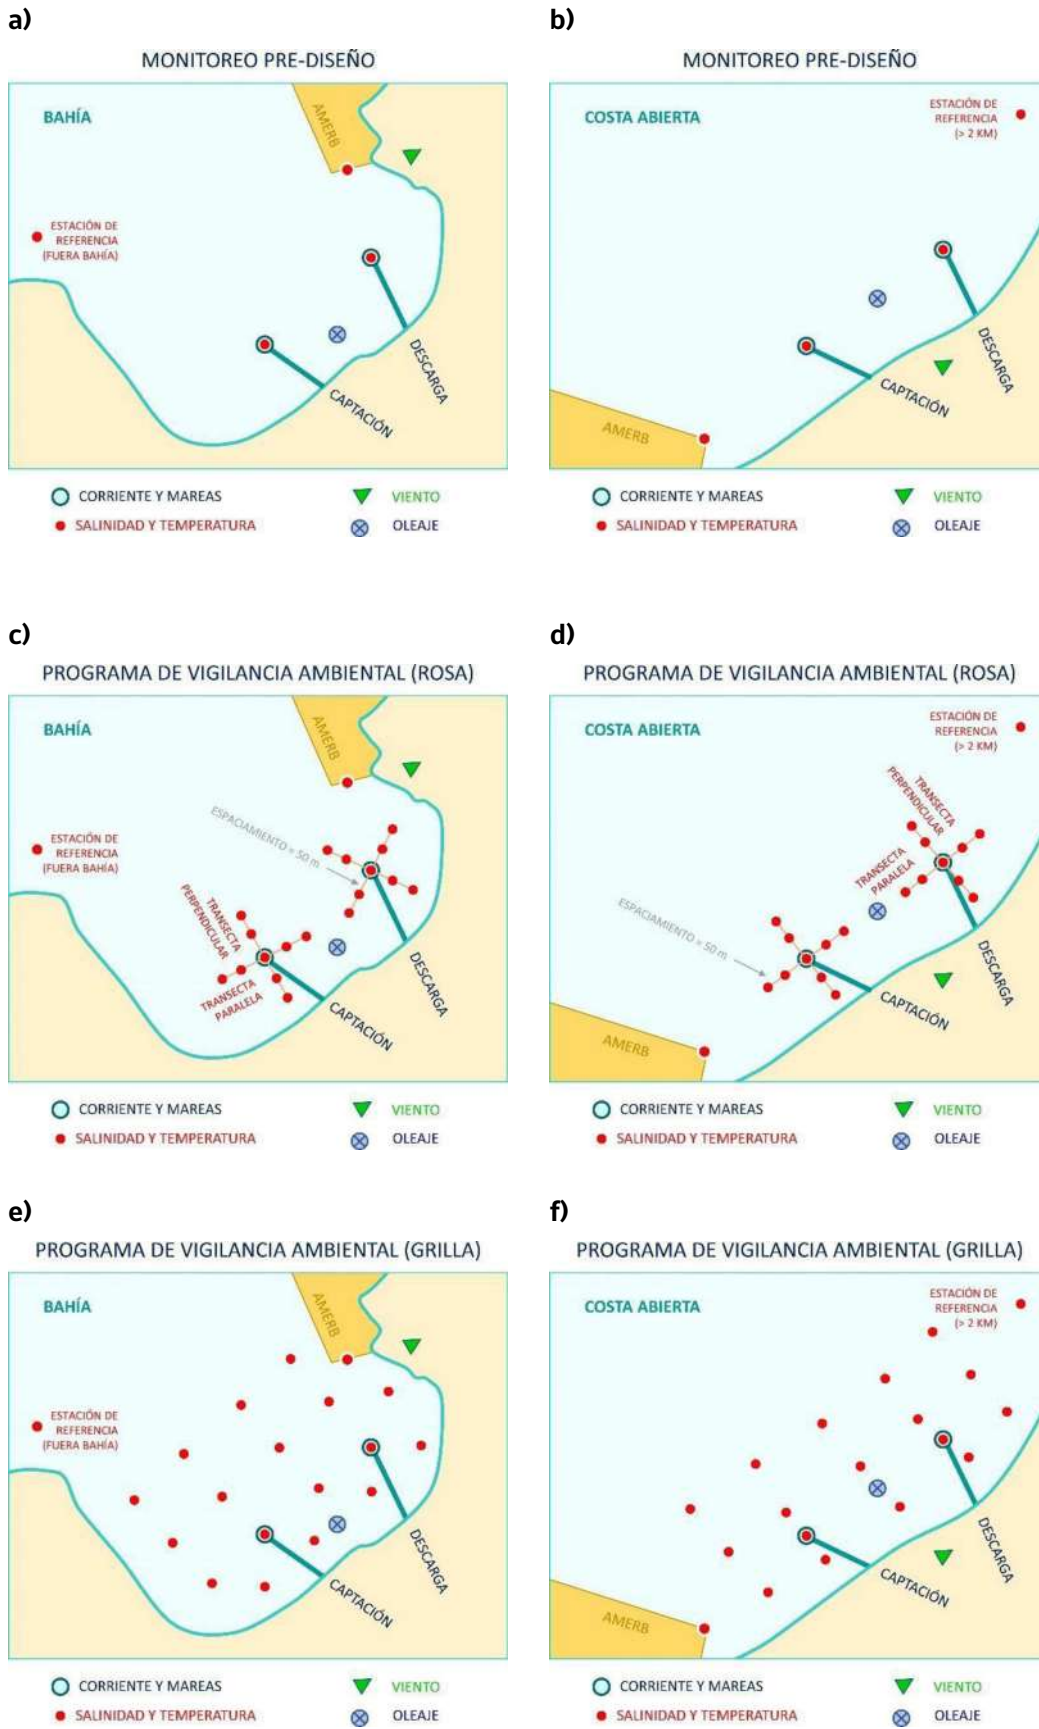 a)
MONITOREO PRE-DISEÑO
BAHÍA
AMERB
ESTACIÓN DE
REFERENCIA
(FUERA BAHÍA)
DESCARGA
CAPTACIÓN
CORRIENTE Y MAREAS
VIENTO
SALINIDAD Y TEMPERATURA
OLEAJE
b)
MONITOREO PRE-DISEÑO
COSTA ABIERTA
ESTACIÓN DE
REFERENCIA
(> 2 KM)
DESCARGA
CAPTACIÓN
AMERB
CORRIENTE Y MAREAS
VIENTO
SALINIDAD Y TEMPERATURA
OLEAJE
c)
PROGRAMA DE VIGILANCIA AMBIENTAL (ROSA)
BAHÍA
AMERB
ESPACIAMIENTO = 50 m
ESTACIÓN DE
REFERENCIA
(FUERA BAHÍA)
TRANSECTA
PERPENDICULAR
TRANSECTA
PARALELA
DESCARGA
CAPTACIÓN
CORRIENTE Y MAREAS
VIENTO
SALINIDAD Y TEMPERATURA
OLEAJE
d)
PROGRAMA DE VIGILANCIA AMBIENTAL (ROSA)
COSTA ABIERTA
ESTACIÓN DE
REFERENCIA
(> 2 KM)
TRANSECTA
PERPENDICULAR
TRANSECTA
PARALELA
ESPACIAMIENTO = 50 m
DESCARGA
CAPTACIÓN
AMERB
CORRIENTE Y MAREAS
VIENTO
SALINIDAD Y TEMPERATURA
OLEAJE
e)
PROGRAMA DE VIGILANCIA AMBIENTAL (GRILLA)
BAHÍA
AMERB
ESTACIÓN DE
REFERENCIA
(FUERA BAHÍA)
DESCARGA
CAPTACIÓN
CORRIENTE Y MAREAS
VIENTO
SALINIDAD Y TEMPERATURA
OLEAJE
f)
PROGRAMA DE VIGILANCIA AMBIENTAL (GRILLA)
COSTA ABIERTA
ESTACIÓN DE
REFERENCIA
(> 2 KM)
DESCARGA
CAPTACIÓN
AMERB
CORRIENTE Y MAREAS
VIENTO
SALINIDAD Y TEMPERATURA
OLEAJE